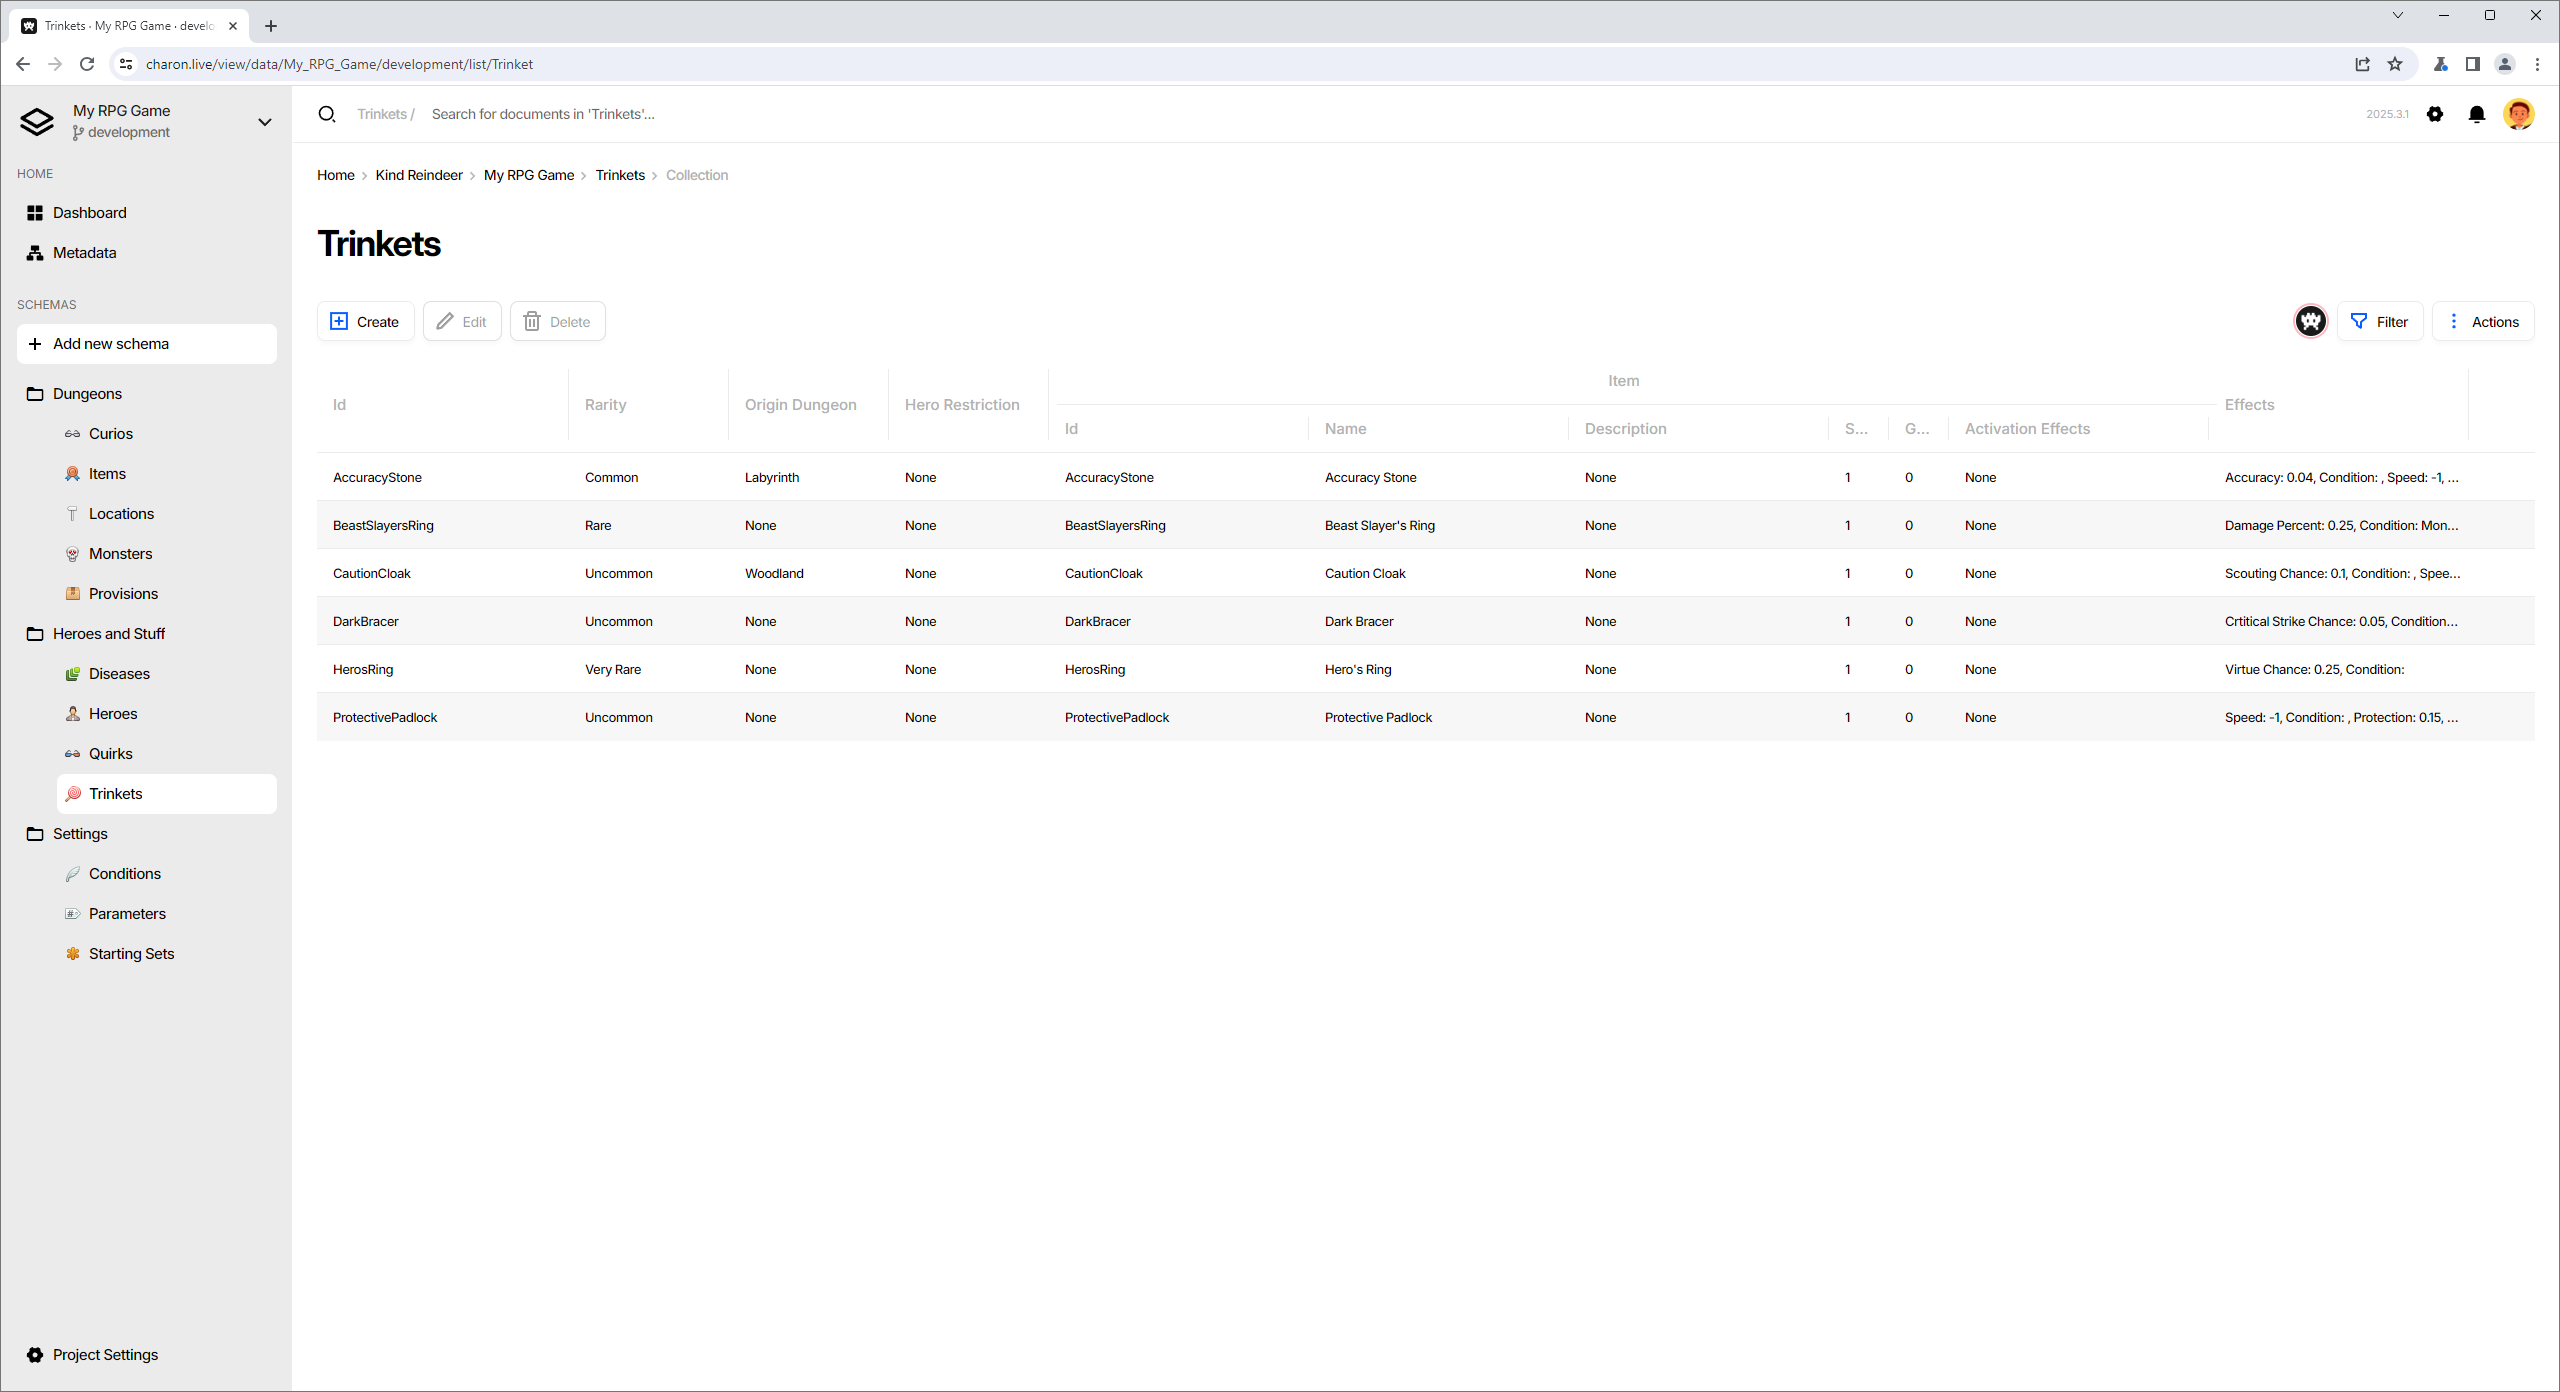 Trinkets · My RPG Game · develo
charon.live/view/data/My_RPG_Game/development/list/Trinket
My RPG Game
development
HOME
Dashboard
Metadata
SCHEMAS
Add new schema
Dungeons
Curios
Items
Locations
Monsters
Provisions
Heroes and Stuff
Diseases
Heroes
Quirks
Trinkets
Settings
Conditions
Parameters
Starting Sets
Project Settings
Trinkets / Search for documents in 'Trinkets'...
2025.3.1
Home > Kind Reindeer > My RPG Game > Trinkets > Collection
Trinkets
Create Edit Delete Filter Actions
Item
Id Rarity Origin Dungeon Hero Restriction Effects
Id Name Description S... G... Activation Effects
AccuracyStone Common Labyrinth None AccuracyStone Accuracy Stone None 1 0 None Accuracy: 0.04, Condition: , Speed: -1, ...
BeastSlayersRing Rare None None BeastSlayersRing Beast Slayer's Ring None 1 0 None Damage Percent: 0.25, Condition: Mon...
CautionCloak Uncommon Woodland None CautionCloak Caution Cloak None 1 0 None Scouting Chance: 0.1, Condition: , Spee...
DarkBracer Uncommon None None DarkBracer Dark Bracer None 1 0 None Crtitical Strike Chance: 0.05, Condition...
HerosRing Very Rare None None HerosRing Hero's Ring None 1 0 None Virtue Chance: 0.25, Condition:
ProtectivePadlock Uncommon None None ProtectivePadlock Protective Padlock None 1 0 None Speed: -1, Condition: , Protection: 0.15, ...